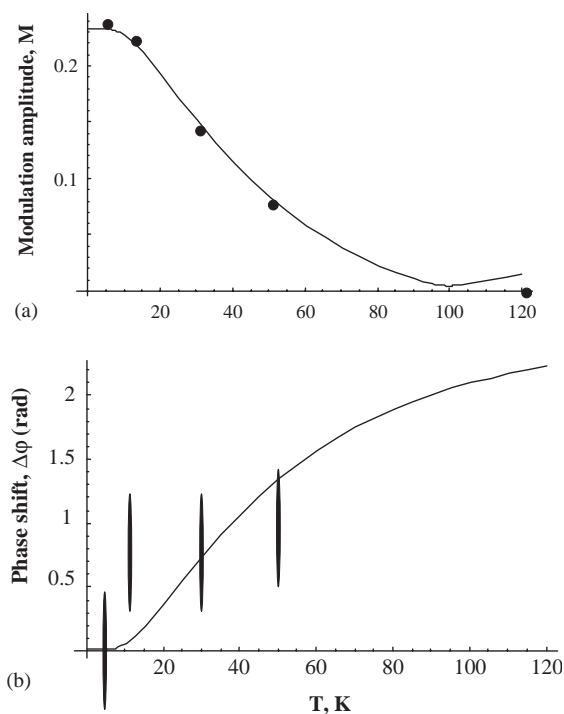 Modulation amplitude, M
0.2
0.1
20 40 60 80 100 120
(a)
Phase shift, Δφ (rad)
2
1.5
1
0.5
20 40 60 80 100 120
(b)
T, K